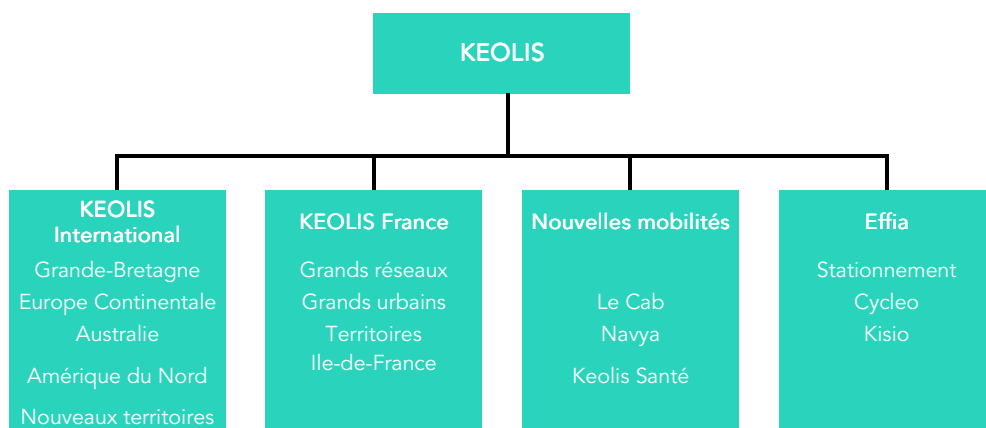 KEOLIS
KEOLIS
International
Grande-Bretagne
Europe Continentale
Australie
Amérique du Nord
Nouveaux territoires
KEOLIS France
Grands réseaux
Grands urbains
Territoires
Ile-de-France
Nouvelles mobilités
Le Cab
Navya
Keolis Santé
Effia
Stationnement
Cycleo
Kisio